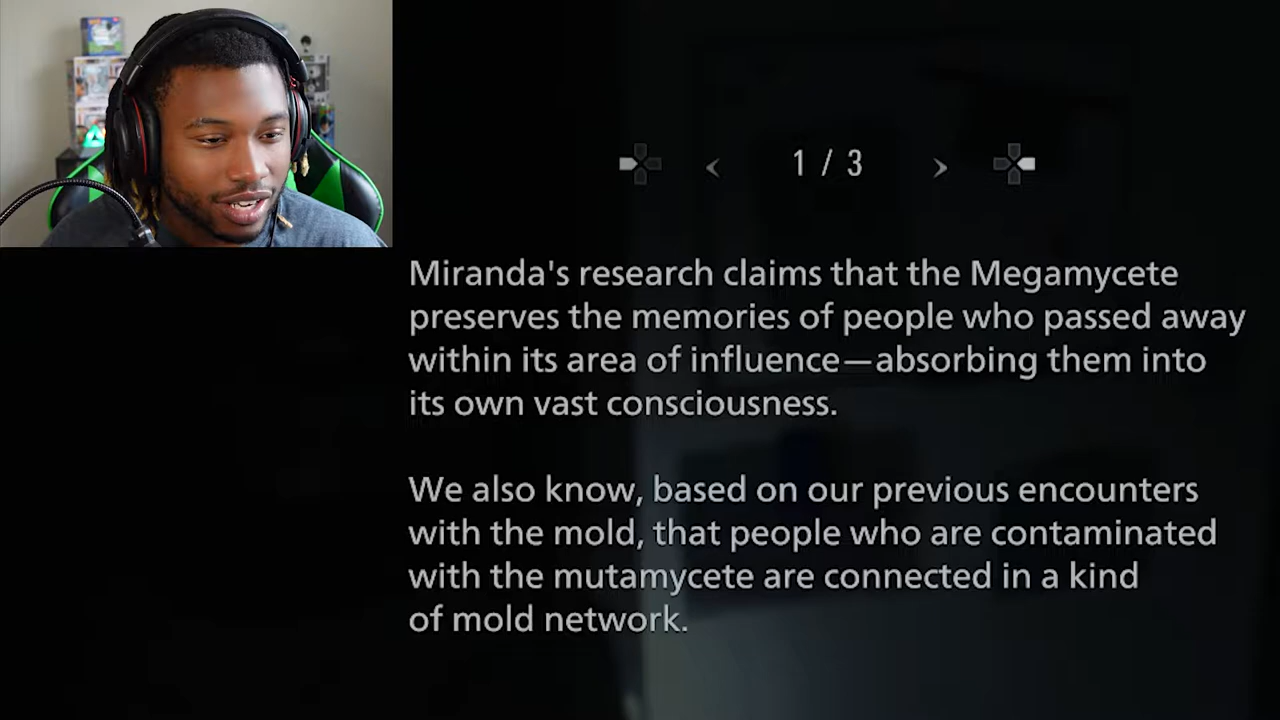 1 / 3
Miranda's research claims that the Megamycete
preserves the memories of people who passed away
within its area of influence—absorbing them into
its own vast consciousness.
We also know, based on our previous encounters
with the mold, that people who are contaminated
with the mutamycete are connected in a kind
of mold network.